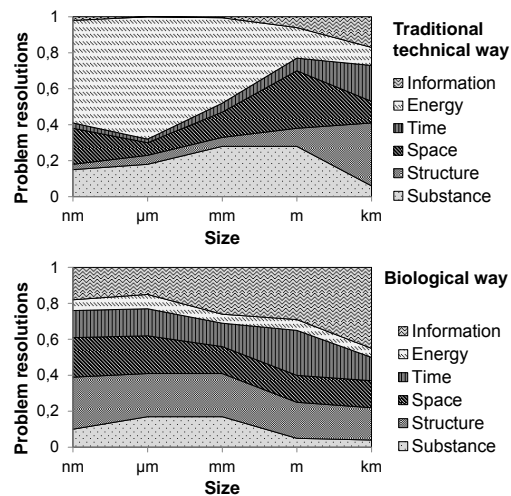 Traditional
technical way
Problem resolutions
1
0,8
0,6
0,4
0,2
0
nm
µm
mm
m
km
Size
Information
Energy
Time
Space
Structure
Substance
Biological way
Problem resolutions
1
0,8
0,6
0,4
0,2
0
nm
µm
mm
m
km
Size
Information
Energy
Time
Space
Structure
Substance